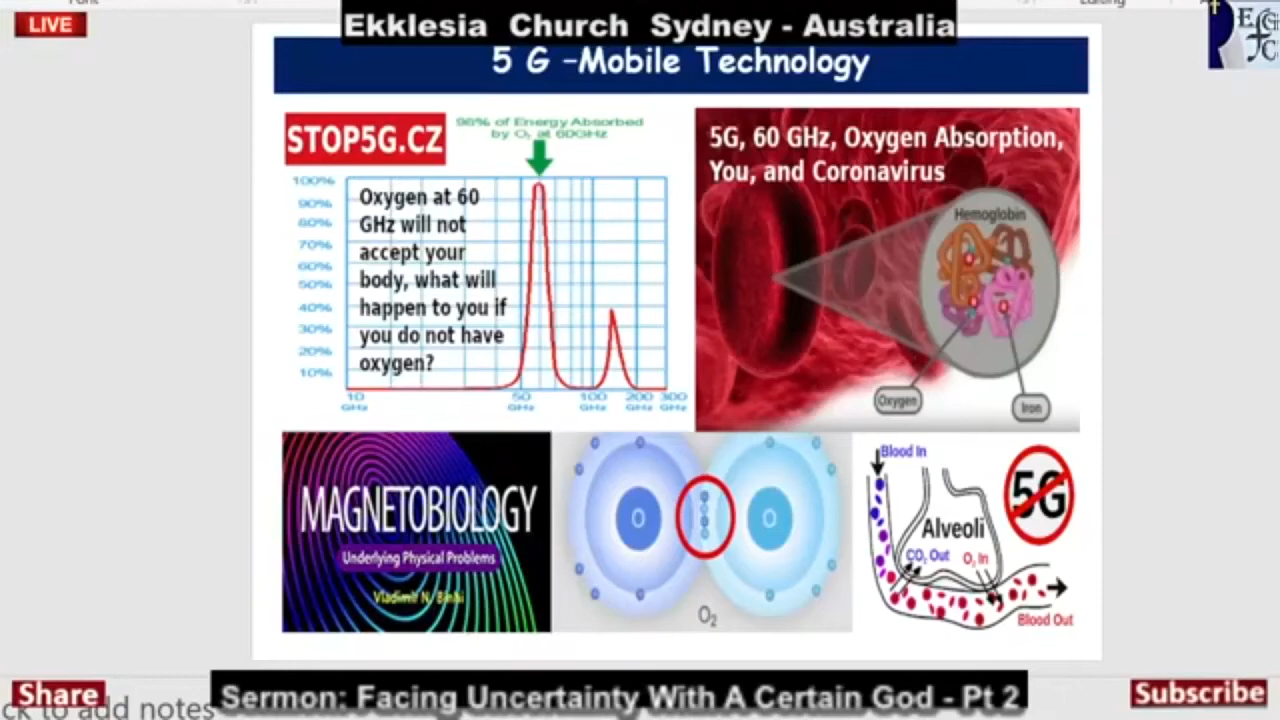 LIVE
Ekklesia Church Sydney - Australia
5 G –Mobile Technology
STOP5G.CZ
98% of Energy Absorbed
by O₂ at 60GHz
5G, 60 GHz, Oxygen Absorption,
You, and Coronavirus
100%
90%
80%
70%
60%
50%
40%
30%
20%
10%
Oxygen at 60
GHz will not
accept your
body, what will
happen to you if
you do not have
oxygen?
10 GHz
50 GHz
100 GHz
200 GHz
300 GHz
Hemoglobin
Oxygen
Iron
MAGNETOBIOLOGY
Underlying Physical Problems
Vladimir N. Binhi
O
O
O₂
Blood In
5G
Alveoli
CO₂ Out
O₂ In
Blood Out
Share
ck to add notes
Sermon: Facing Uncertainty With A Certain God - Pt 2
Subscribe